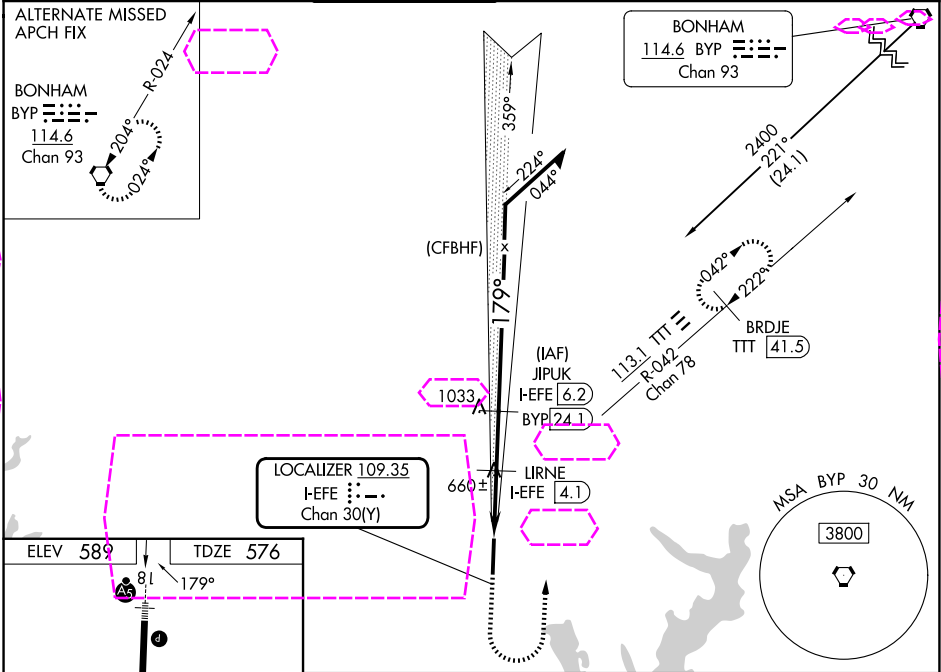 ALTERNATE MISSED
APCH FIX
BONHAM
BYP
114.6
Chan 93
R-024
204°
024°
359°
224°
044°
(CFBHF)
x
179°
BONHAM
114.6 BYP
Chan 93
2400
221°
(24.1)
042°
222°
113.1 TTT
R-042
Chan 78
BRDJE
TTT 41.5
(IAF)
JIPUK
I-EFE 6.2
BYP 24.1
1033
LIRNE
I-EFE 4.1
660±
LOCALIZER 109.35
I-EFE
Chan 30(Y)
MSA BYP 30 NM
3800
ELEV 589
TDZE 576
18
179°
A5
P